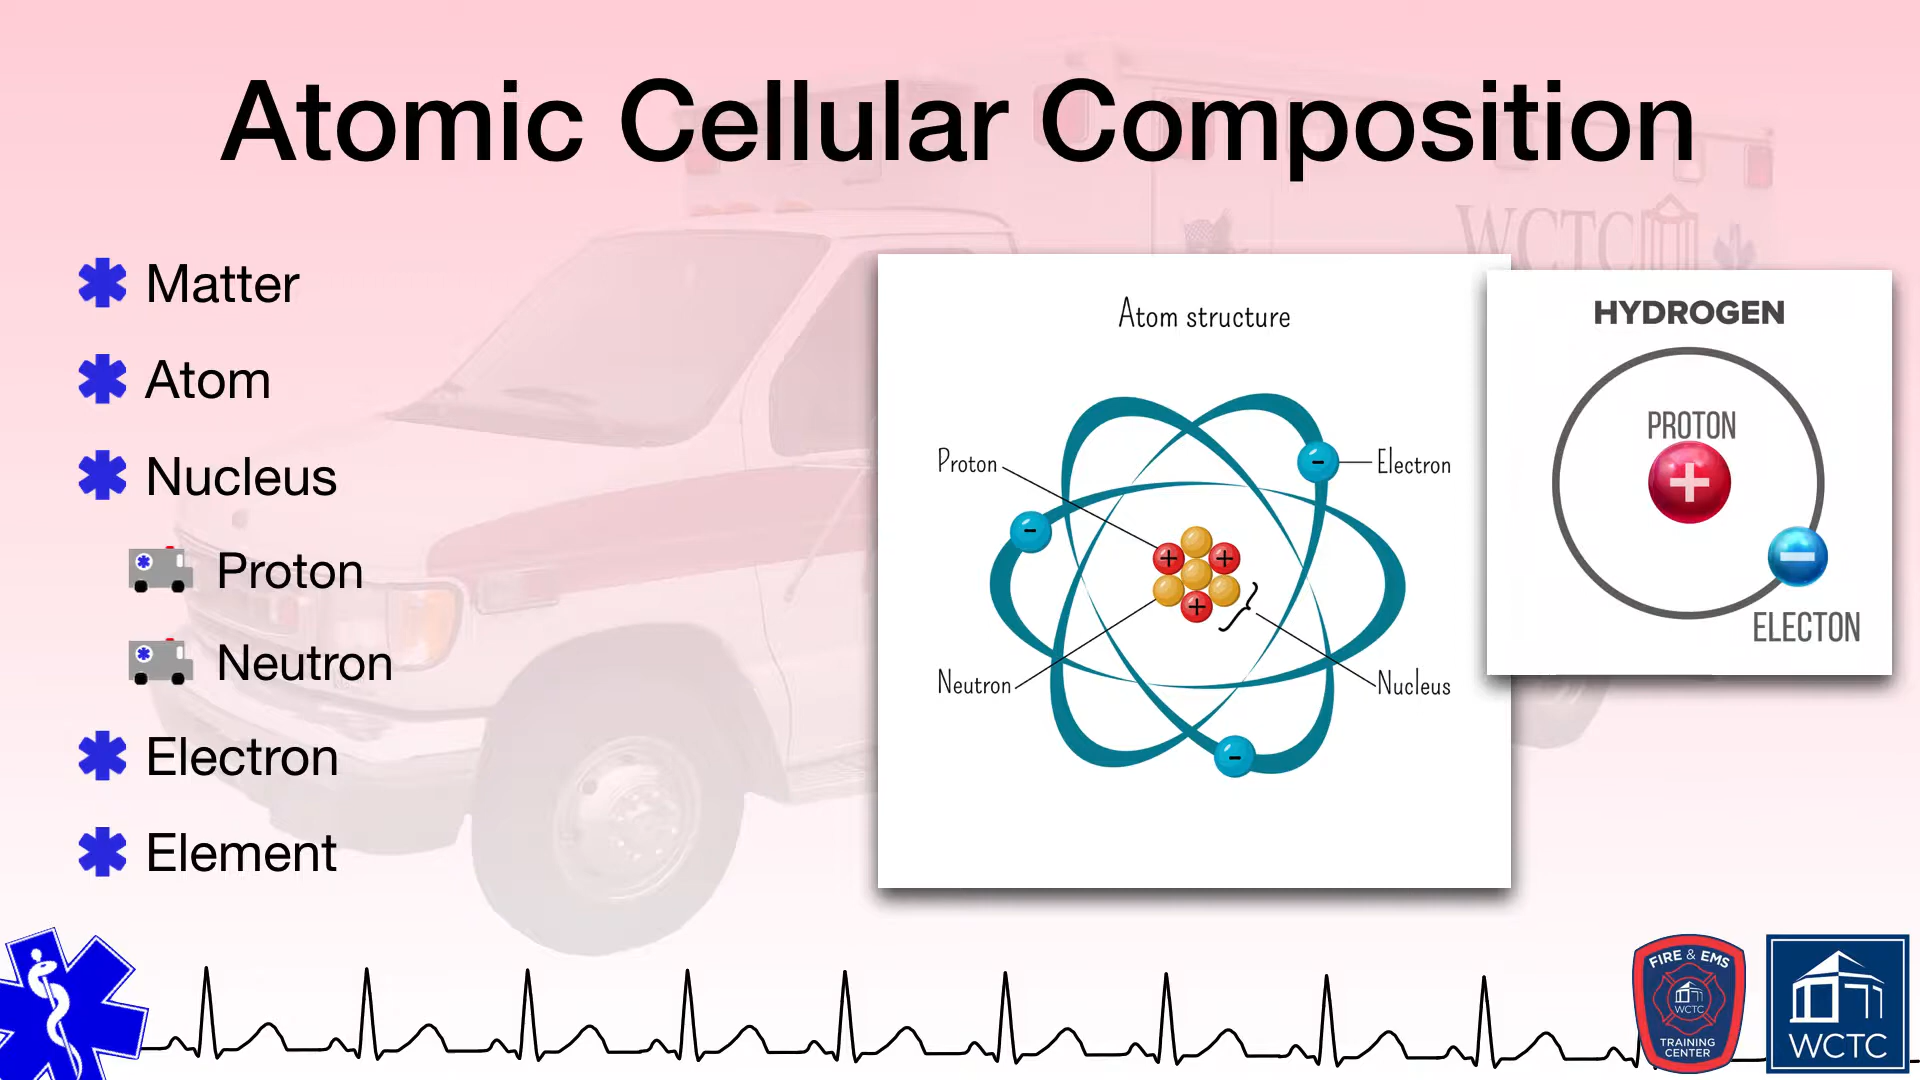 Atomic Cellular Composition
WCTC
Matter
Atom
Nucleus
Proton
Neutron
Electron
Element
Atom structure
Proton
Electron
Neutron
Nucleus
HYDROGEN
PROTON
ELECTON
FIRE & EMS
WCTC
TRAINING
CENTER
WCTC